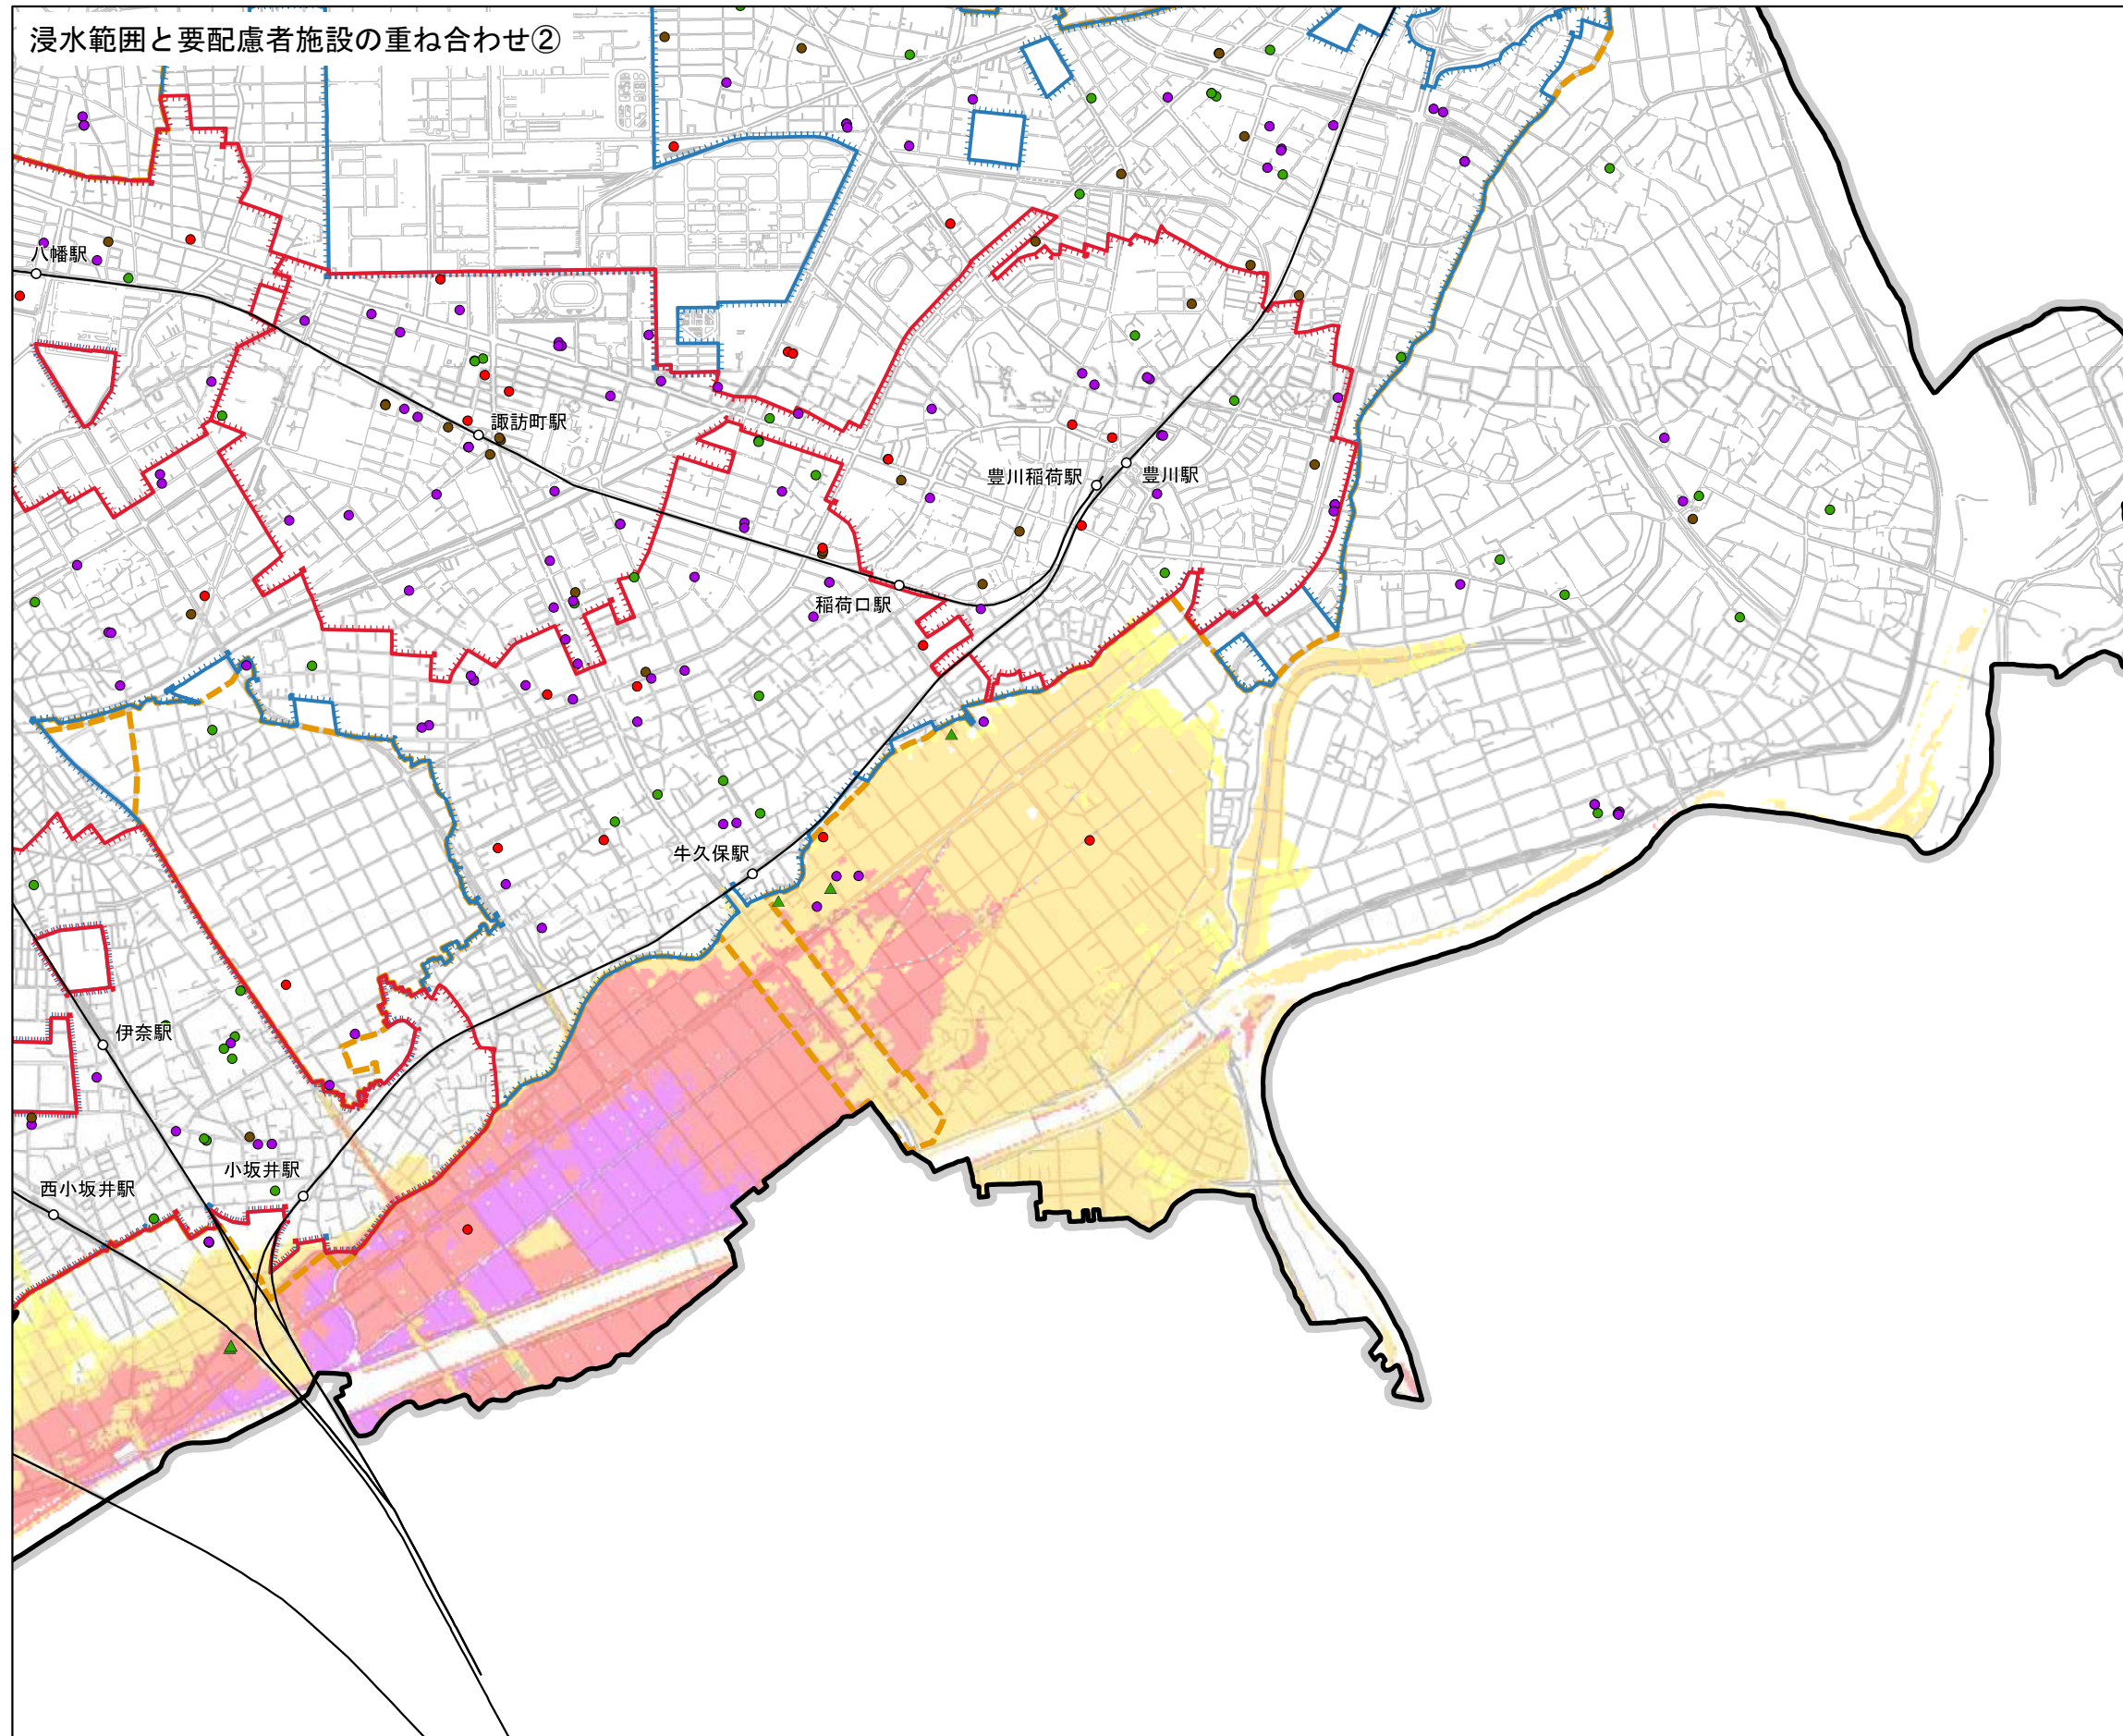 浸水範囲と要配慮者施設の重ね合わせ②
八幡駅
諏訪町駅
豊川稲荷駅
豊川駅
稲荷口駅
牛久保駅
伊奈駅
小坂井駅
西小坂井駅